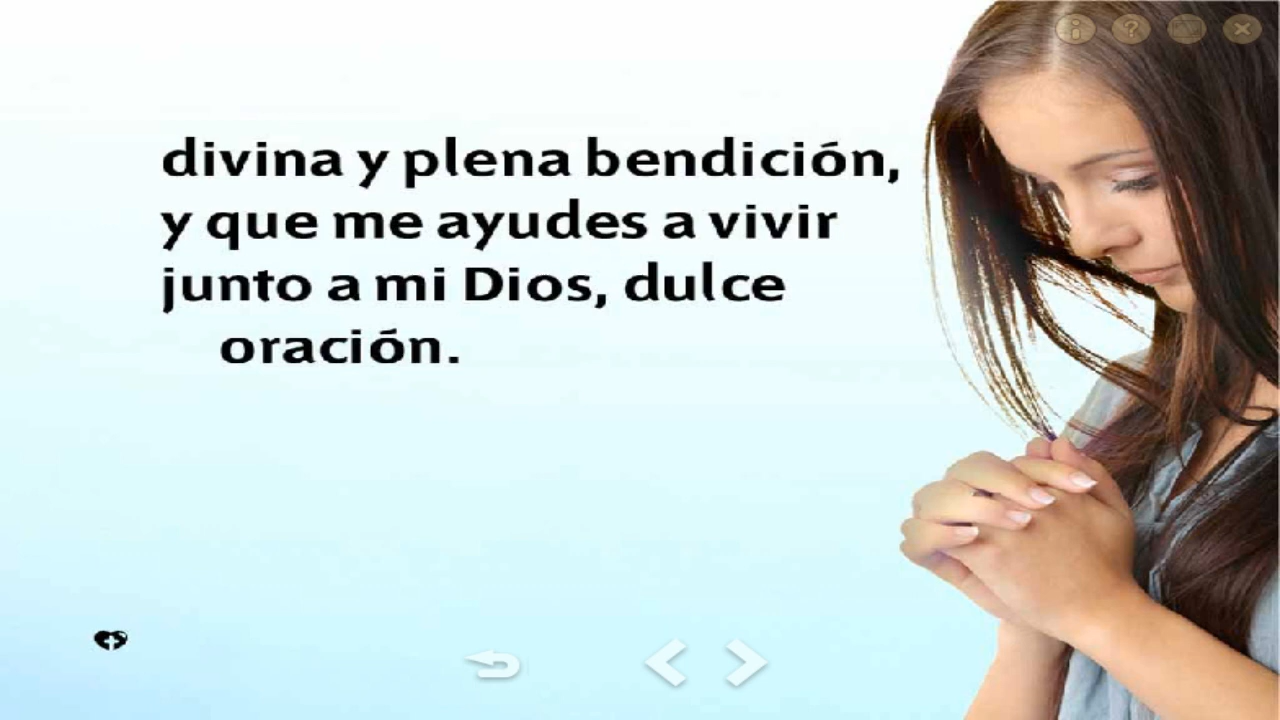 divina y plena bendición,
y que me ayudes a vivir
junto a mi Dios, dulce
oración.